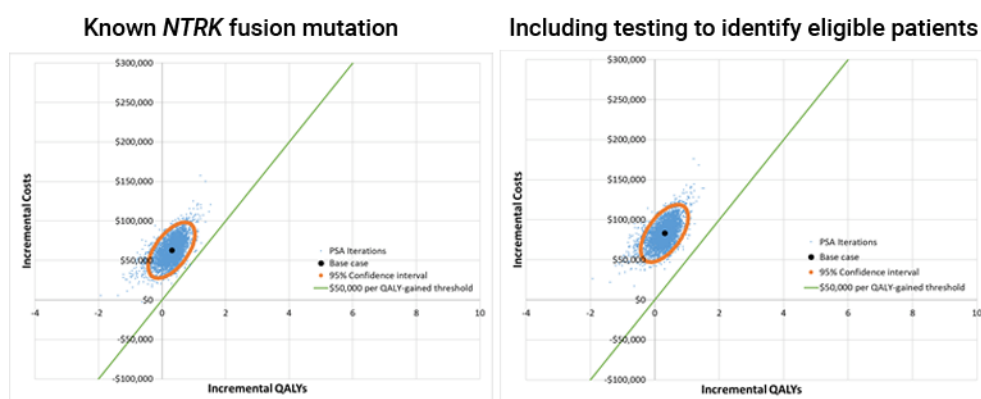 Known NTRK fusion mutation
$300,000
$250,000
$200,000
$150,000
$100,000
$50,000
$0
-$50,000
-$100,000
-4
-2
0
2
4
6
8
10
Incremental Costs
Incremental QALYs
PSA Iterations
Base case
95% Confidence interval
$50,000 per QALY-gained threshold
Including testing to identify eligible patients
$300,000
$250,000
$200,000
$150,000
$100,000
$50,000
$0
-$50,000
-$100,000
-4
-2
0
2
4
6
8
10
Incremental Costs
Incremental QALYs
PSA Iterations
Base case
95% Confidence interval
$50,000 per QALY-gained threshold